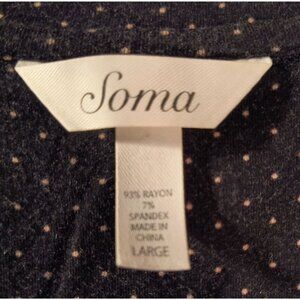 Soma
93% RAYON
7%
SPANDEX
MADE IN
CHINA
LARGE